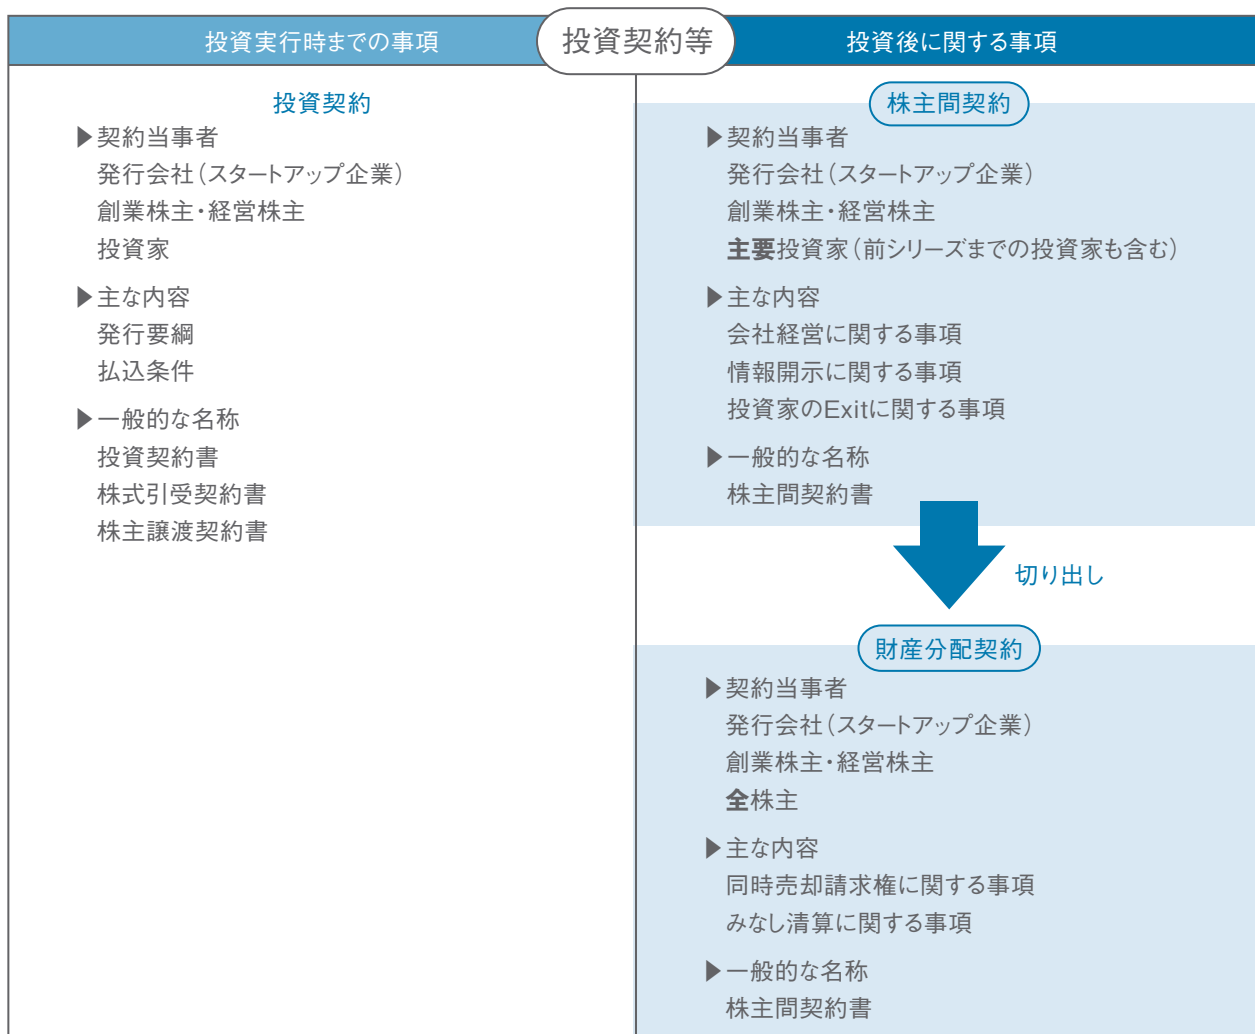 投資実行時までの事項
投資契約等
投資後に関する事項
投資契約
▶契約当事者
発行会社（スタートアップ企業）
創業株主・経営株主
投資家
▶主な内容
発行要綱
払込条件
▶一般的な名称
投資契約書
株式引受契約書
株主譲渡契約書
株主間契約
▶契約当事者
発行会社（スタートアップ企業）
創業株主・経営株主
主要投資家（前シリーズまでの投資家も含む）
▶主な内容
会社経営に関する事項
情報開示に関する事項
投資家のExitに関する事項
▶一般的な名称
株主間契約書
切り出し
財産分配契約
▶契約当事者
発行会社（スタートアップ企業）
創業株主・経営株主
全株主
▶主な内容
同時売却請求権に関する事項
みなし清算に関する事項
▶一般的な名称
株主間契約書